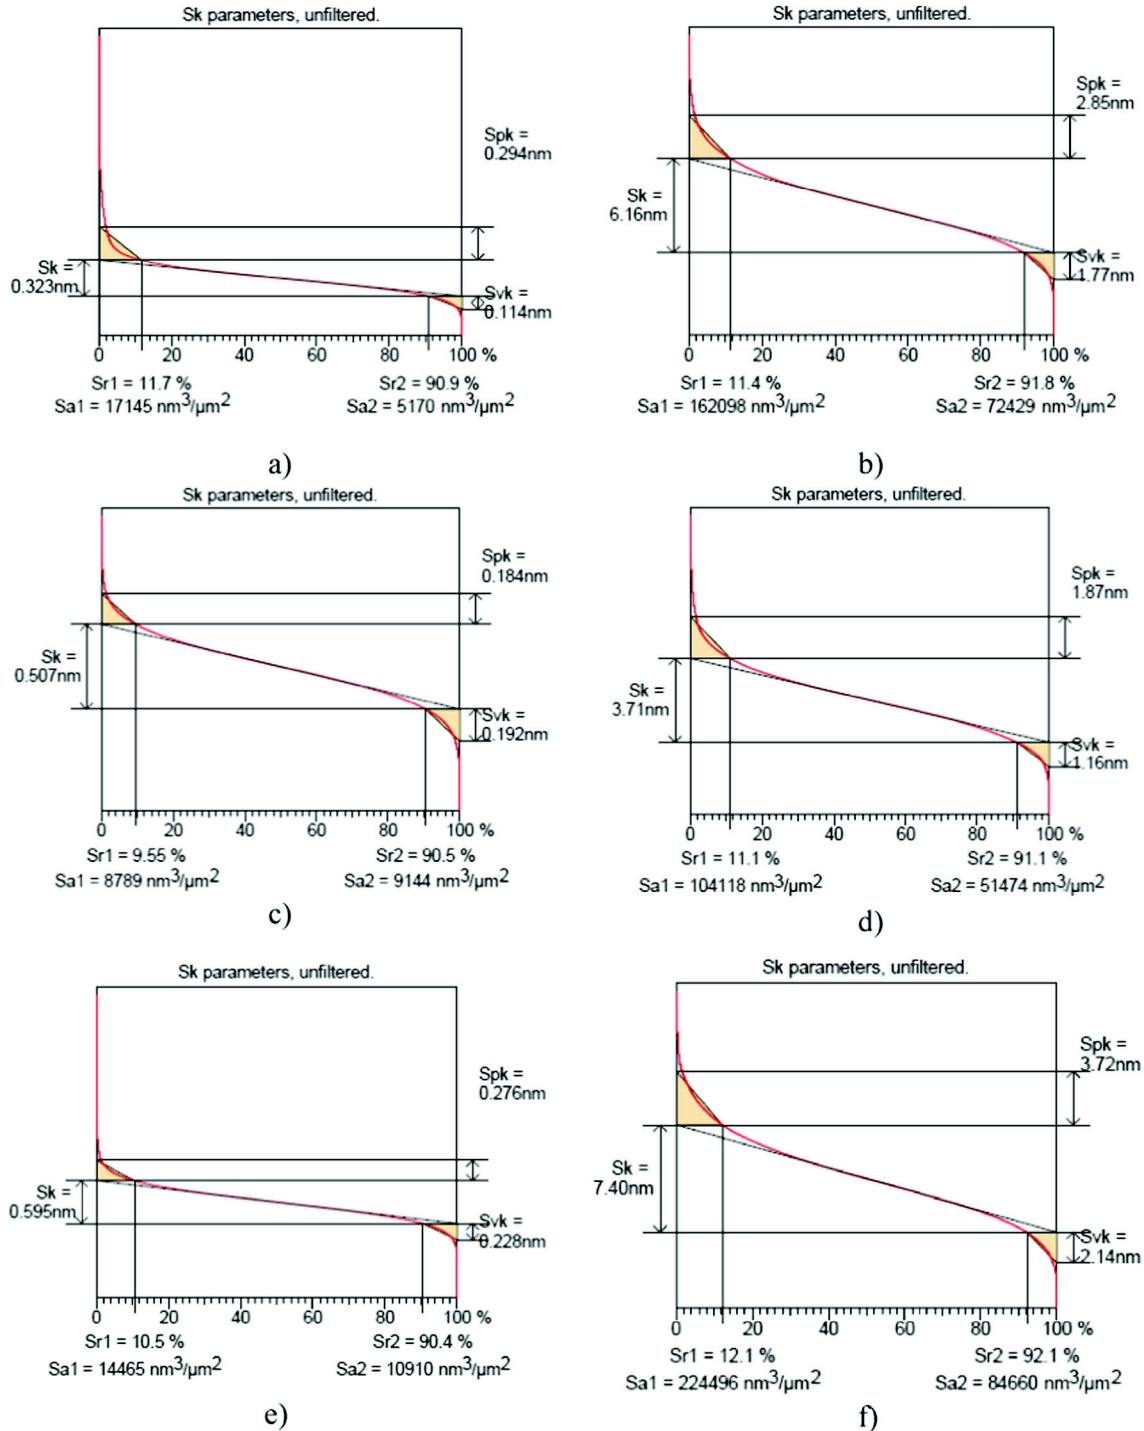 Sk parameters, unfiltered.
Spk =
0.294nm
Sk =
0.323nm
Svk =
0.114nm
0 20 40 60 80 100 %
Sr1 = 11.7 % Sr2 = 90.9 %
Sa1 = 17145 nm³/µm² Sa2 = 5170 nm³/µm²
a)
Sk parameters, unfiltered.
Spk =
2.85nm
Sk =
6.16nm
Svk =
1.77nm
0 20 40 60 80 100 %
Sr1 = 11.4 % Sr2 = 91.8 %
Sa1 = 162098 nm³/µm² Sa2 = 72429 nm³/µm²
b)
Sk parameters, unfiltered.
Spk =
0.184nm
Sk =
0.507nm
Svk =
0.192nm
0 20 40 60 80 100 %
Sr1 = 9.55 % Sr2 = 90.5 %
Sa1 = 8789 nm³/µm² Sa2 = 9144 nm³/µm²
c)
Sk parameters, unfiltered.
Spk =
1.87nm
Sk =
3.71nm
Svk =
1.16nm
0 20 40 60 80 100 %
Sr1 = 11.1 % Sr2 = 91.1 %
Sa1 = 104118 nm³/µm² Sa2 = 51474 nm³/µm²
d)
Sk parameters, unfiltered.
Spk =
0.276nm
Sk =
0.595nm
Svk =
0.228nm
0 20 40 60 80 100 %
Sr1 = 10.5 % Sr2 = 90.4 %
Sa1 = 14465 nm³/µm² Sa2 = 10910 nm³/µm²
e)
Sk parameters, unfiltered.
Spk =
3.72nm
Sk =
7.40nm
Svk =
2.14nm
0 20 40 60 80 100 %
Sr1 = 12.1 % Sr2 = 92.1 %
Sa1 = 224496 nm³/µm² Sa2 = 84660 nm³/µm²
f)